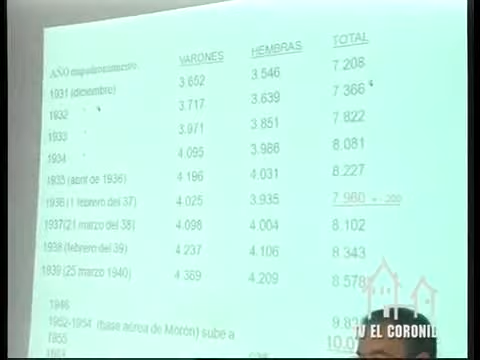 AÑO empadronamiento VARONES HEMBRAS TOTAL
1931 (diciembre) 3.652 3.546 7.208
1932 " 3.717 3.639 7.366
1933 " 3.971 3.851 7.822
1934 " 4.095 3.986 8.081
1935 (abril de 1936) 4.196 4.031 8.227
1936 (1 febrero del 37) 4.025 3.935 7.960 + - 200
1937 (21 marzo del 38) 4.098 4.004 8.102
1938 (febrero del 39) 4.237 4.106 8.343
1939 (25 marzo 1940) 4.369 4.209 8.578
1946
1952-1954 (base aérea de Morón) sube a
1955
TV EL CORONIL